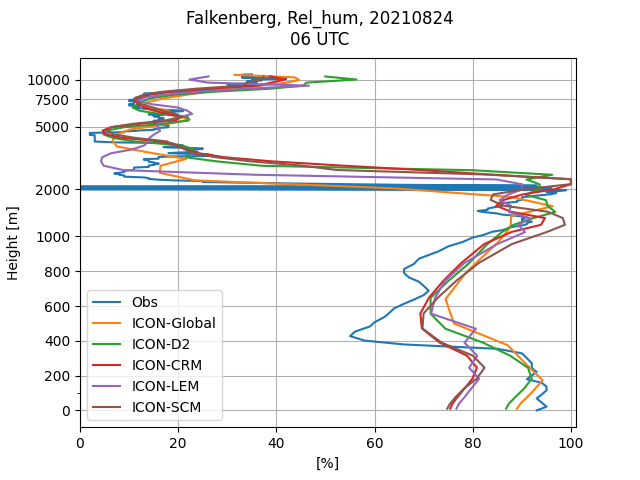 Falkenberg, Rel_hum, 20210824
06 UTC
10000
7500
5000
2000
1000
800
600
400
200
0
Height [m]
Obs
ICON-Global
ICON-D2
ICON-CRM
ICON-LEM
ICON-SCM
0 20 40 60 80 100
[%]